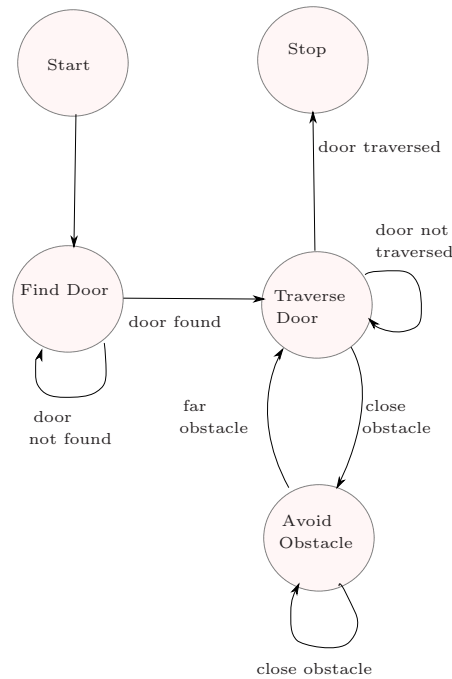 Start
Stop
door traversed
door not
traversed
Find Door
Traverse
Door
door found
door
not found
far
obstacle
close
obstacle
Avoid
Obstacle
close obstacle